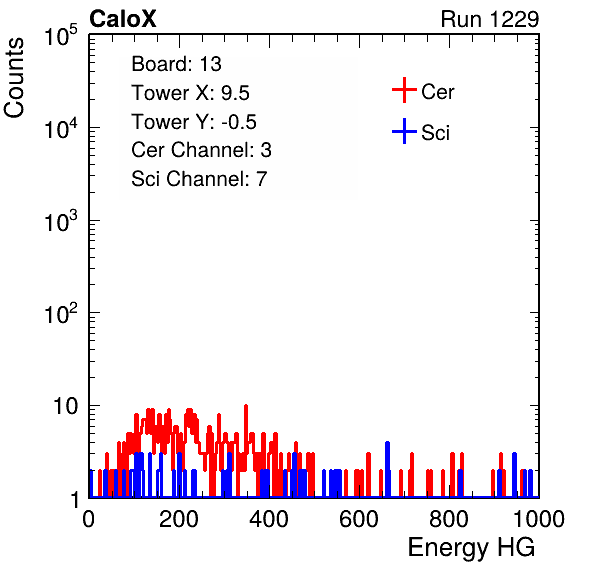 CaloX Run 1229
Counts
Board: 13
Tower X: 9.5
Tower Y: -0.5
Cer Channel: 3
Sci Channel: 7
Cer
Sci
10^5
10^4
10^3
10^2
10
1
0 200 400 600 800 1000
Energy HG